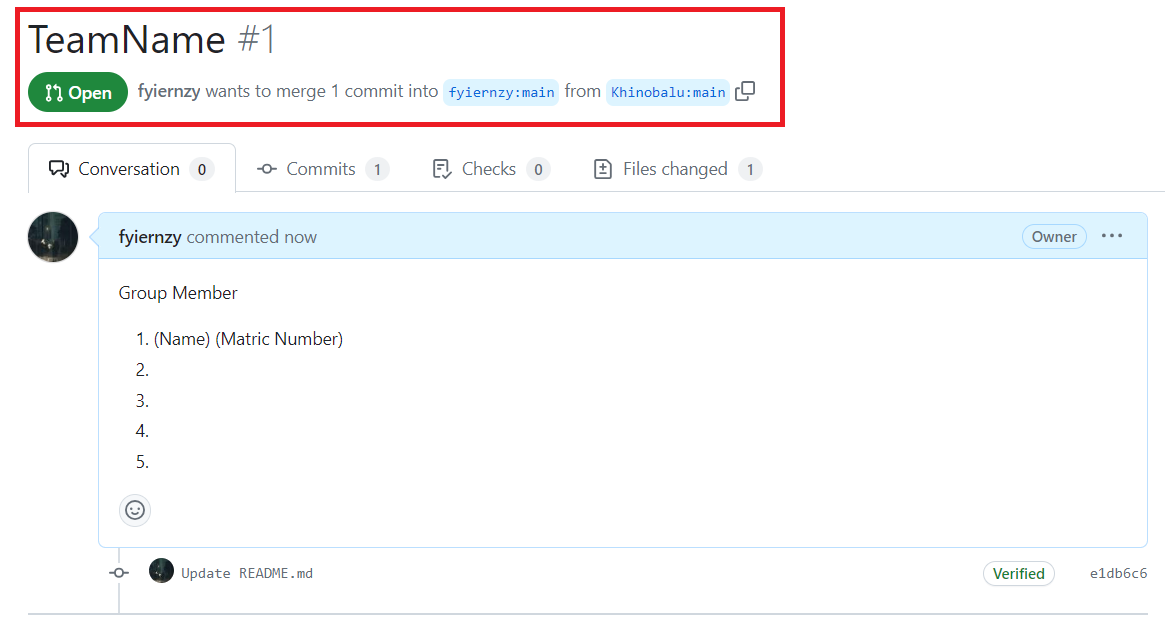 TeamName #1
Open fyiernzy wants to merge 1 commit into fyiernzy:main from Khinobalu:main
Conversation 0 Commits 1 Checks 0 Files changed 1
fyiernzy commented now Owner
Group Member
1. (Name) (Matric Number)
2.
3.
4.
5.
Update README.md Verified e1db6c6